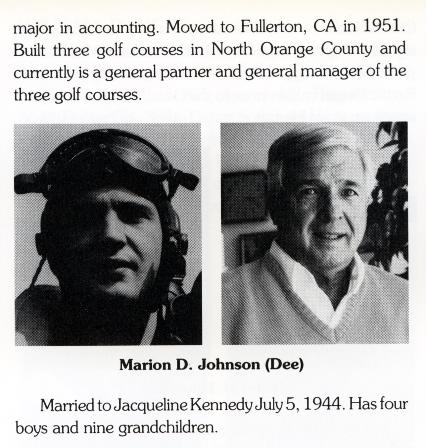 major in accounting. Moved to Fullerton, CA in 1951.
Built three golf courses in North Orange County and
currently is a general partner and general manager of the
three golf courses.
Marion D. Johnson (Dee)
Married to Jacqueline Kennedy July 5, 1944. Has four
boys and nine grandchildren.